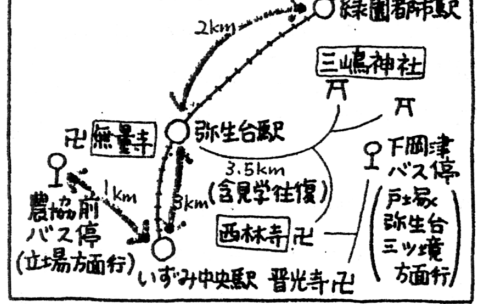 緑園都市駅
2km
三嶋神社
卍 無量寺
弥生台駅
下岡津
バス停
戸塚
弥生台
三ツ境
方面行
3.5km
(含見学往復)
1km
3km
農協前
バス停
(立場方面行)
西林寺 卍
いずみ中央駅
晋光寺 卍